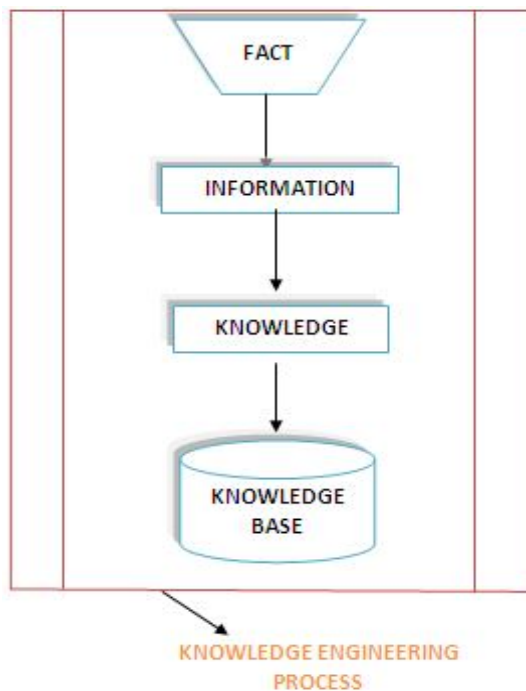 FACT
INFORMATION
KNOWLEDGE
KNOWLEDGE
BASE
KNOWLEDGE ENGINEERING
PROCESS